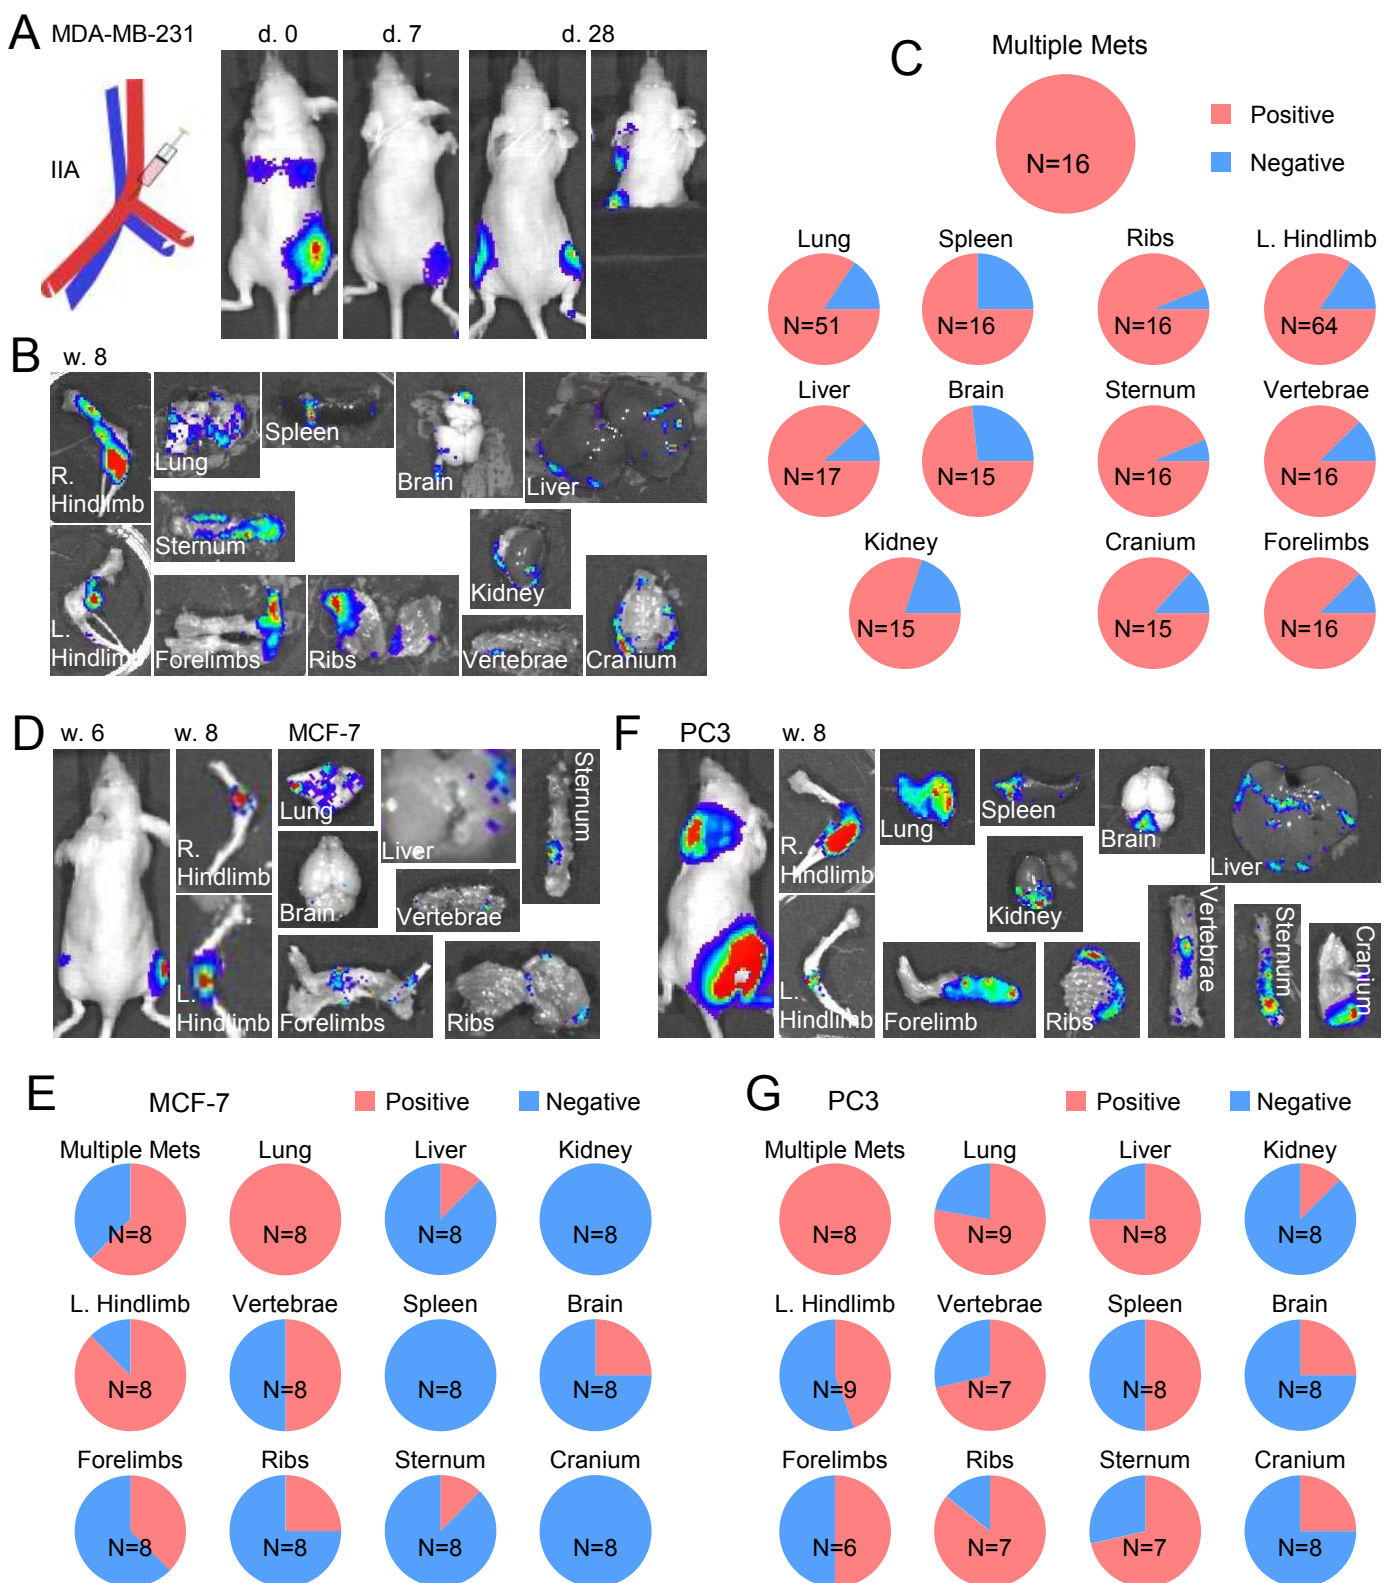 A
MDA-MB-231
d. 0
d. 7
d. 28
IIA
B
w. 8
R.
Hindlimb
Lung
Spleen
Brain
Liver
Sternum
L.
Hindlimb
Forelimbs
Ribs
Kidney
Vertebrae
Cranium
C
Multiple Mets
N=16
Positive
Negative
Lung
Spleen
Ribs
L. Hindlimb
N=51
N=16
N=16
N=64
Liver
Brain
Sternum
Vertebrae
N=17
N=15
N=16
N=16
Kidney
Cranium
Forelimbs
N=15
N=15
N=16
D
w. 6
w. 8
MCF-7
R.
Hindlimb
L.
Hindlimb
Lung
Liver
Sternum
Brain
Vertebrae
Forelimbs
Ribs
F
PC3
w. 8
R.
Hindlimb
L.
Hindlimb
Lung
Spleen
Brain
Liver
Kidney
Forelimb
Ribs
Vertebrae
Sternum
Cranium
E
MCF-7
Positive
Negative
Multiple Mets
Lung
Liver
Kidney
N=8
N=8
N=8
N=8
L. Hindlimb
Vertebrae
Spleen
Brain
N=8
N=8
N=8
N=8
Forelimbs
Ribs
Sternum
Cranium
N=8
N=8
N=8
N=8
G
PC3
Positive
Negative
Multiple Mets
Lung
Liver
Kidney
N=8
N=9
N=8
N=8
L. Hindlimb
Vertebrae
Spleen
Brain
N=9
N=7
N=8
N=8
Forelimbs
Ribs
Sternum
Cranium
N=6
N=7
N=7
N=8